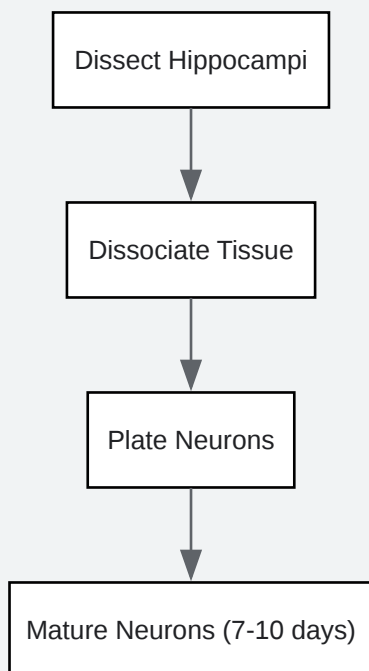 Dissect Hippocampi
Dissociate Tissue
Plate Neurons
Mature Neurons (7-10 days)